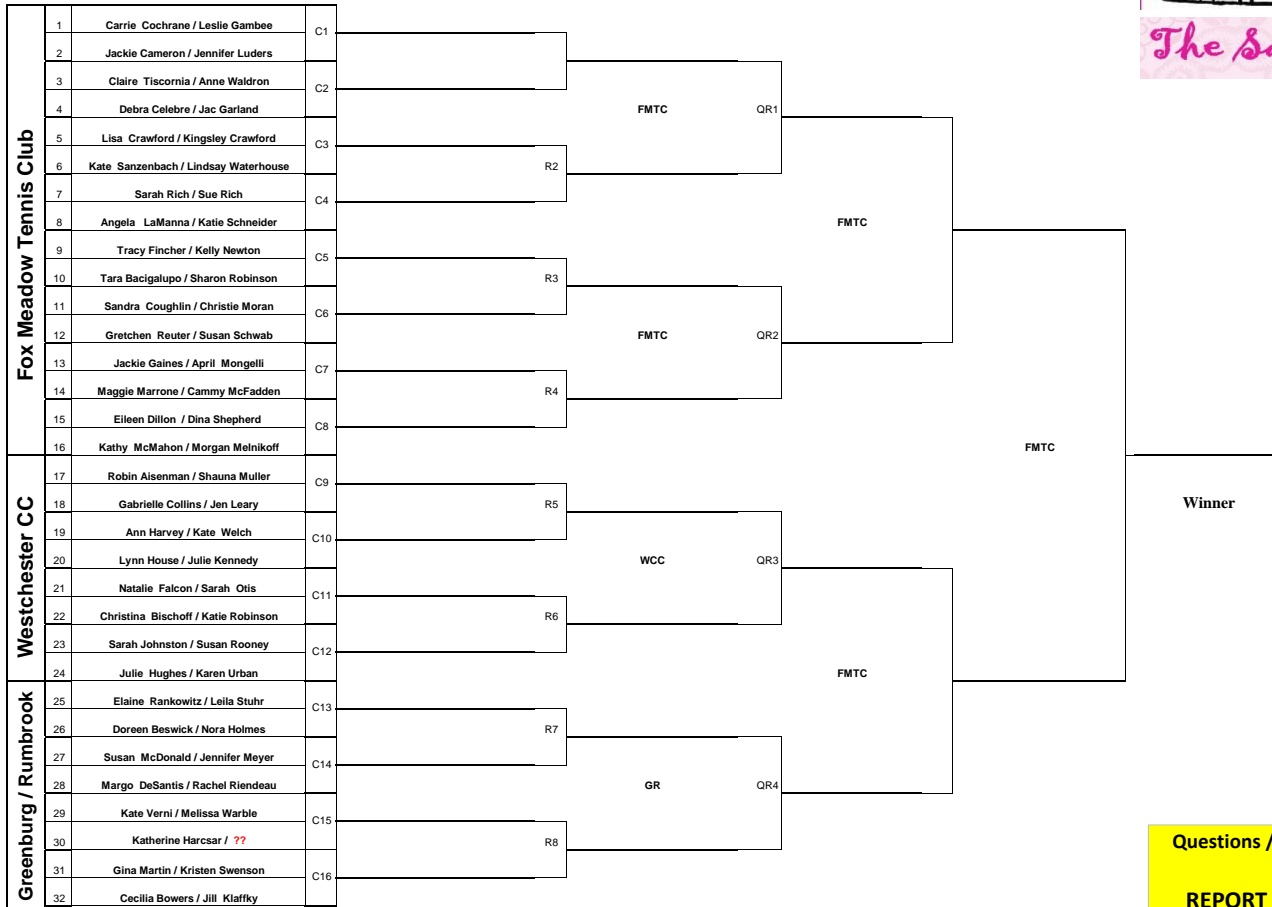 The
Fox Meadow Tennis Club
1 Carrie Cochrane / Leslie Gambee
C1
2 Jackie Cameron / Jennifer Luders
3 Claire Tiscornia / Anne Waldron
C2
4 Debra Celebre / Jac Garland
FMTC QR1
5 Lisa Crawford / Kingsley Crawford
C3
6 Kate Sanzenbach / Lindsay Waterhouse
R2
7 Sarah Rich / Sue Rich
C4
8 Angela LaManna / Katie Schneider
FMTC
9 Tracy Fincher / Kelly Newton
C5
10 Tara Bacigalupo / Sharon Robinson
R3
11 Sandra Coughlin / Christie Moran
C6
12 Gretchen Reuter / Susan Schwab
FMTC QR2
13 Jackie Gaines / April Mongelli
C7
14 Maggie Marrone / Cammy McFadden
R4
15 Eileen Dillon / Dina Shepherd
C8
16 Kathy McMahon / Morgan Melnikoff
FMTC
Westchester CC
17 Robin Aisenman / Shauna Muller
C9
18 Gabrielle Collins / Jen Leary
R5
Winner
19 Ann Harvey / Kate Welch
C10
20 Lynn House / Julie Kennedy
WCC QR3
21 Natalie Falcon / Sarah Otis
C11
22 Christina Bischoff / Katie Robinson
R6
23 Sarah Johnston / Susan Rooney
C12
24 Julie Hughes / Karen Urban
FMTC
Greenburg / Rumbrook
25 Elaine Rankowitz / Leila Stuhr
C13
26 Doreen Beswick / Nora Holmes
R7
27 Susan McDonald / Jennifer Meyer
C14
28 Margo DeSantis / Rachel Riendeau
GR QR4
29 Kate Verni / Melissa Warble
C15
30 Katherine Harcsar / ??
R8
31 Gina Martin / Kristen Swenson
C16
32 Cecilia Bowers / Jill Klaffky
Questions /
REPORT